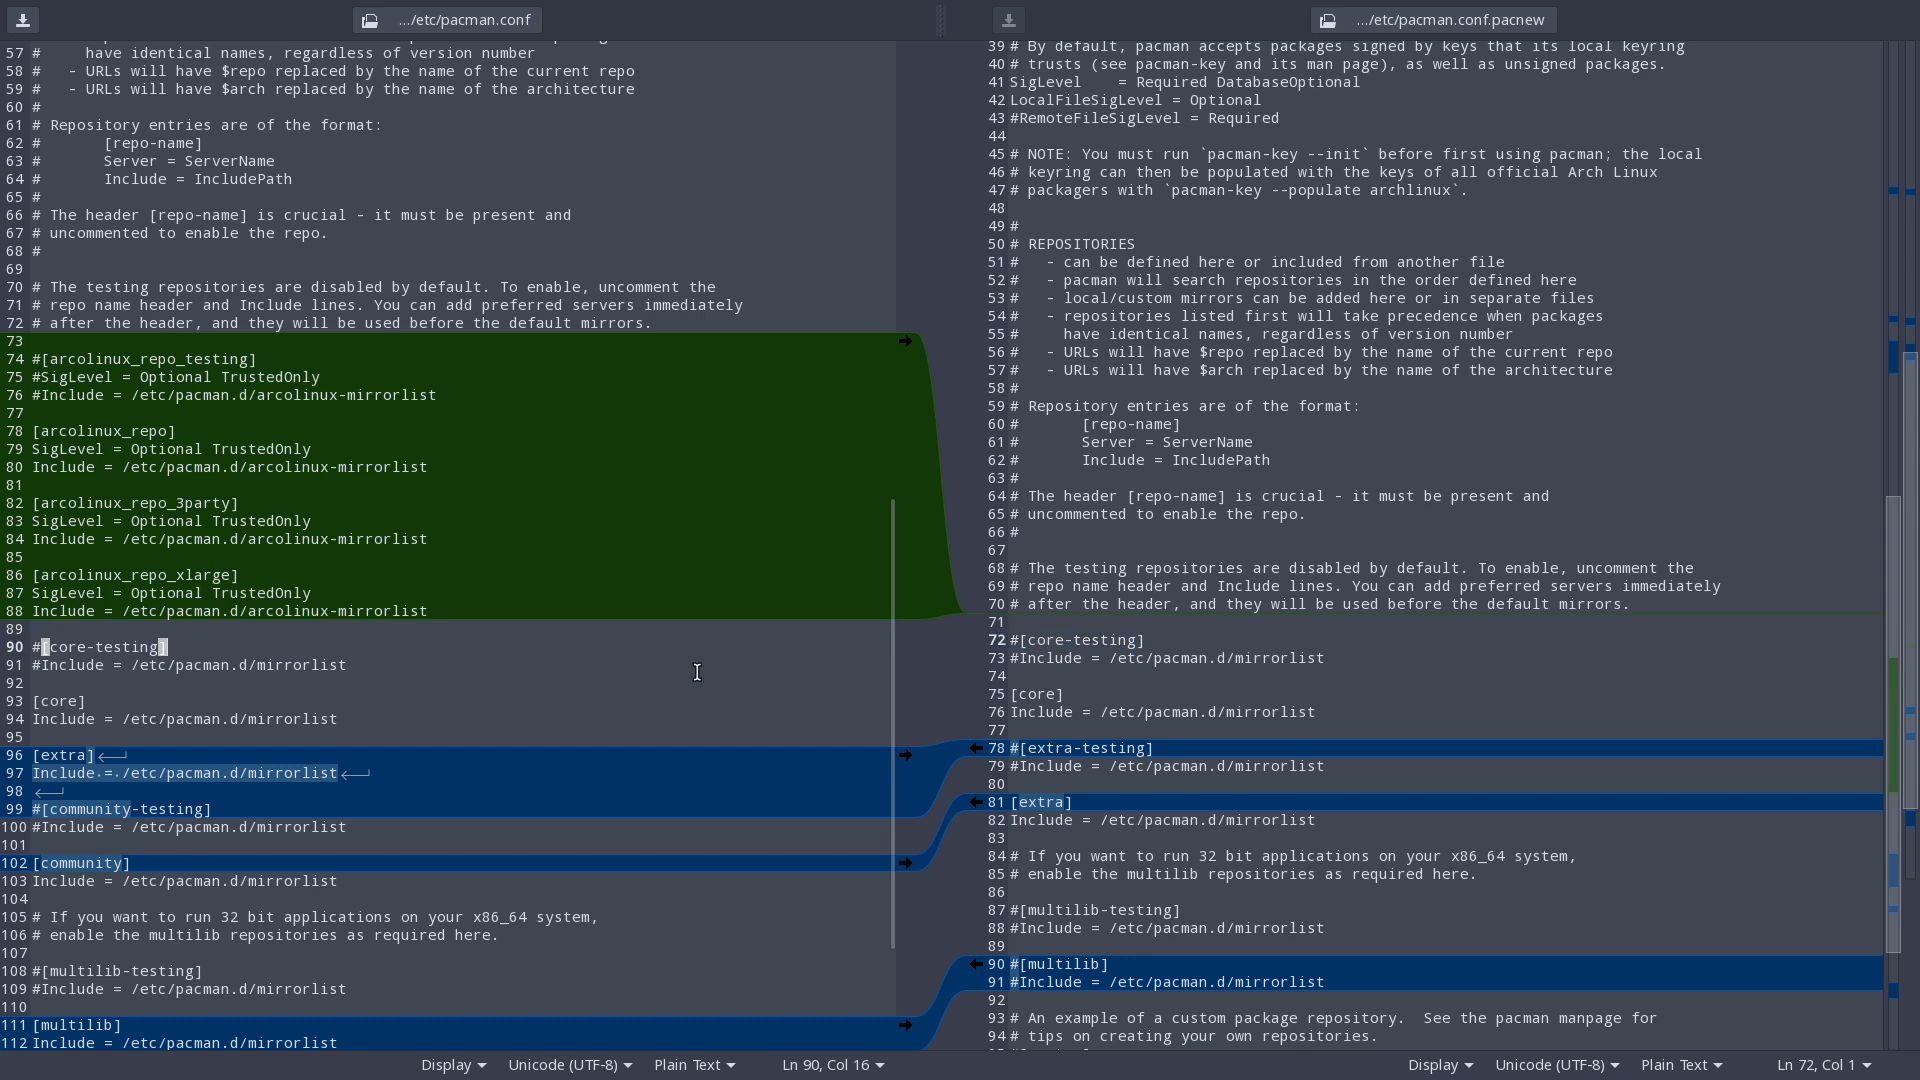 .../etc/pacman.conf
57 #     have identical names, regardless of version number
58 #   - URLs will have $repo replaced by the name of the current repo
59 #   - URLs will have $arch replaced by the name of the architecture
60 #
61 # Repository entries are of the format:
62 #       [repo-name]
63 #       Server = ServerName
64 #       Include = IncludePath
65 #
66 # The header [repo-name] is crucial - it must be present and
67 # uncommented to enable the repo.
68 #
69
70 # The testing repositories are disabled by default. To enable, uncomment the
71 # repo name header and Include lines. You can add preferred servers immediately
72 # after the header, and they will be used before the default mirrors.
73
74 #[arcolinux_repo_testing]
75 #SigLevel = Optional TrustedOnly
76 #Include = /etc/pacman.d/arcolinux-mirrorlist
77
78 [arcolinux_repo]
79 SigLevel = Optional TrustedOnly
80 Include = /etc/pacman.d/arcolinux-mirrorlist
81
82 [arcolinux_repo_3party]
83 SigLevel = Optional TrustedOnly
84 Include = /etc/pacman.d/arcolinux-mirrorlist
85
86 [arcolinux_repo_xlarge]
87 SigLevel = Optional TrustedOnly
88 Include = /etc/pacman.d/arcolinux-mirrorlist
89
90 #[core-testing]
91 #Include = /etc/pacman.d/mirrorlist
92
93 [core]
94 Include = /etc/pacman.d/mirrorlist
95
96 [extra]
97 Include = /etc/pacman.d/mirrorlist
98
99 #[community-testing]
100 #Include = /etc/pacman.d/mirrorlist
101
102 [community]
103 Include = /etc/pacman.d/mirrorlist
104
105 # If you want to run 32 bit applications on your x86_64 system,
106 # enable the multilib repositories as required here.
107
108 #[multilib-testing]
109 #Include = /etc/pacman.d/mirrorlist
110
111 [multilib]
112 Include = /etc/pacman.d/mirrorlist
Display Unicode (UTF-8) Plain Text Ln 90, Col 16
.../etc/pacman.conf.pacnew
39 # By default, pacman accepts packages signed by keys that its local keyring
40 # trusts (see pacman-key and its man page), as well as unsigned packages.
41 SigLevel    = Required DatabaseOptional
42 LocalFileSigLevel = Optional
43 #RemoteFileSigLevel = Required
44
45 # NOTE: You must run `pacman-key --init` before first using pacman; the local
46 # keyring can then be populated with the keys of all official Arch Linux
47 # packagers with `pacman-key --populate archlinux`.
48
49 #
50 # REPOSITORIES
51 #   - can be defined here or included from another file
52 #   - pacman will search repositories in the order defined here
53 #   - local/custom mirrors can be added here or in separate files
54 #   - repositories listed first will take precedence when packages
55 #     have identical names, regardless of version number
56 #   - URLs will have $repo replaced by the name of the current repo
57 #   - URLs will have $arch replaced by the name of the architecture
58 #
59 # Repository entries are of the format:
60 #       [repo-name]
61 #       Server = ServerName
62 #       Include = IncludePath
63 #
64 # The header [repo-name] is crucial - it must be present and
65 # uncommented to enable the repo.
66 #
67
68 # The testing repositories are disabled by default. To enable, uncomment the
69 # repo name header and Include lines. You can add preferred servers immediately
70 # after the header, and they will be used before the default mirrors.
71
72 #[core-testing]
73 #Include = /etc/pacman.d/mirrorlist
74
75 [core]
76 Include = /etc/pacman.d/mirrorlist
77
78 #[extra-testing]
79 #Include = /etc/pacman.d/mirrorlist
80
81 [extra]
82 Include = /etc/pacman.d/mirrorlist
83
84 # If you want to run 32 bit applications on your x86_64 system,
85 # enable the multilib repositories as required here.
86
87 #[multilib-testing]
88 #Include = /etc/pacman.d/mirrorlist
89
90 #[multilib]
91 #Include = /etc/pacman.d/mirrorlist
92
93 # An example of a custom package repository.  See the pacman manpage for
94 # tips on creating your own repositories.
Display Unicode (UTF-8) Plain Text Ln 72, Col 1